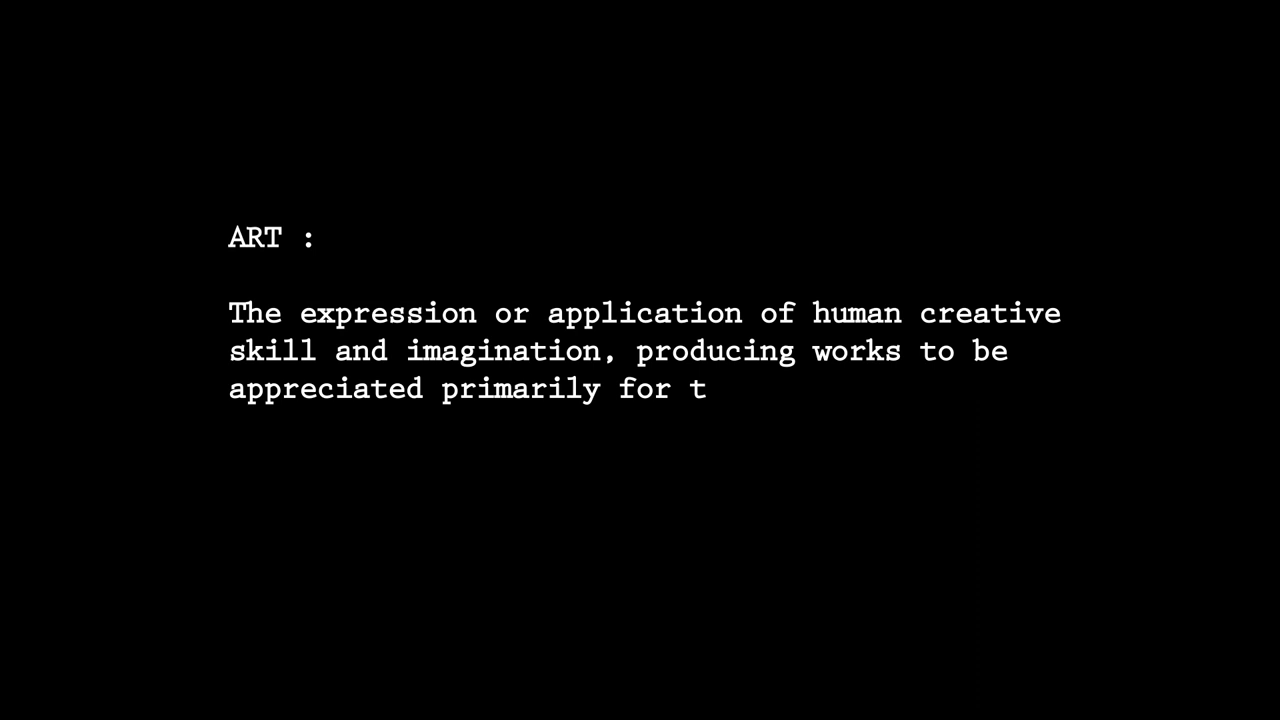 ART :
The expression or application of human creative
skill and imagination, producing works to be
appreciated primarily for t